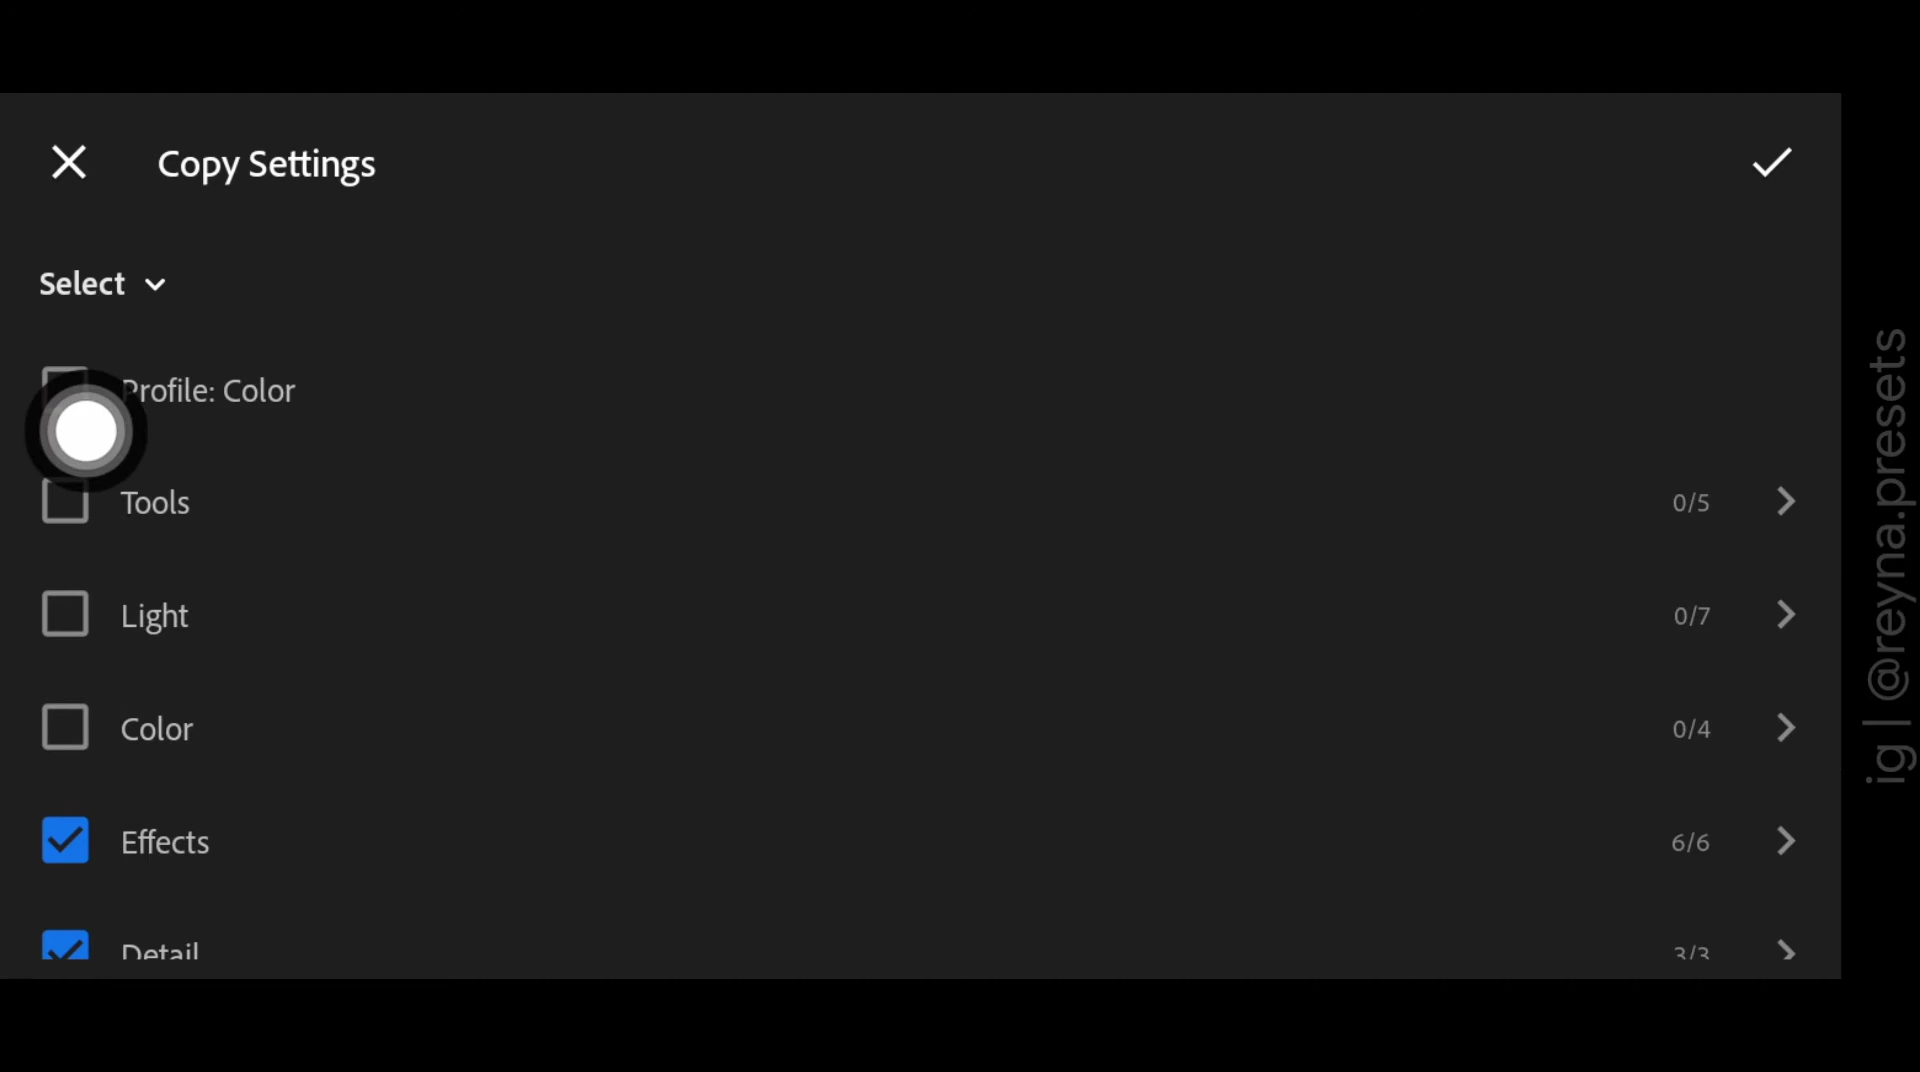 Copy Settings
Select
Profile: Color
Tools 0/5
Light 0/7
Color 0/4
Effects 6/6
Detail 3/3
ig | @reyna.presets